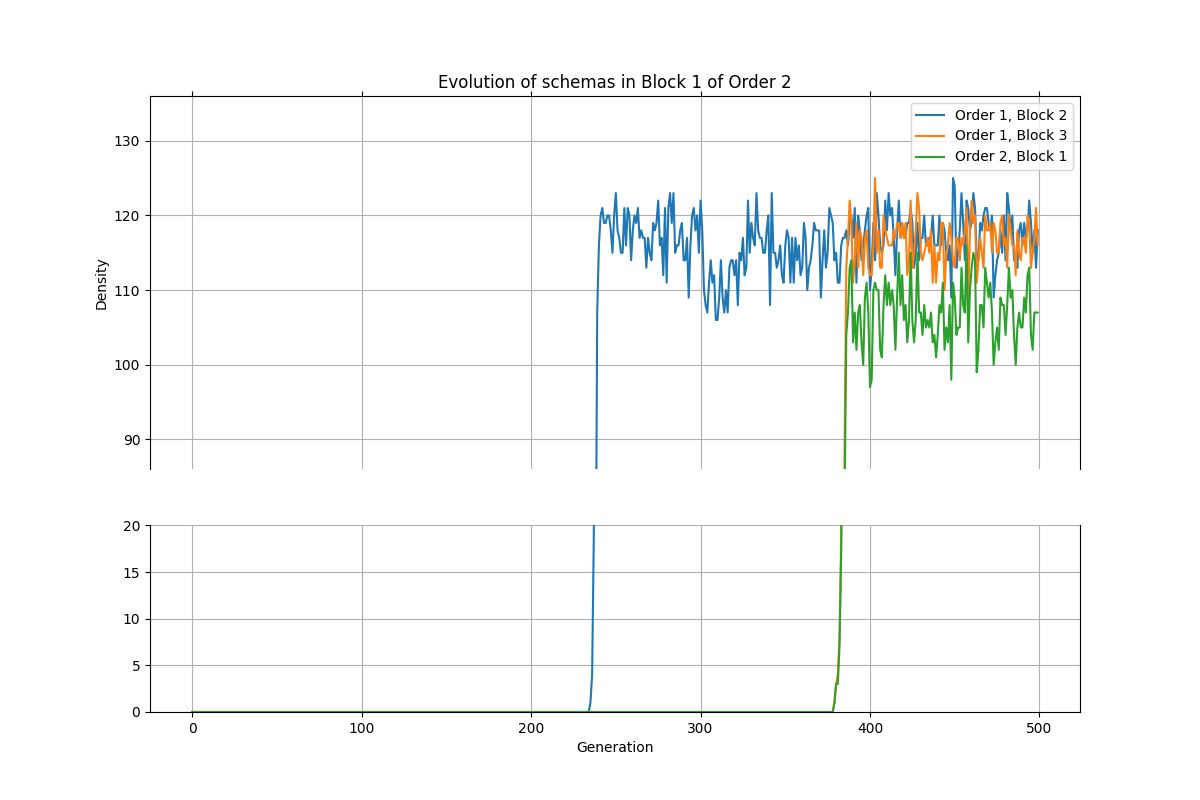 Evolution of schemas in Block 1 of Order 2
Order 1, Block 2
Order 1, Block 3
Order 2, Block 1
130
120
110
100
90
Density
20
15
10
5
0
0 100 200 300 400 500
Generation